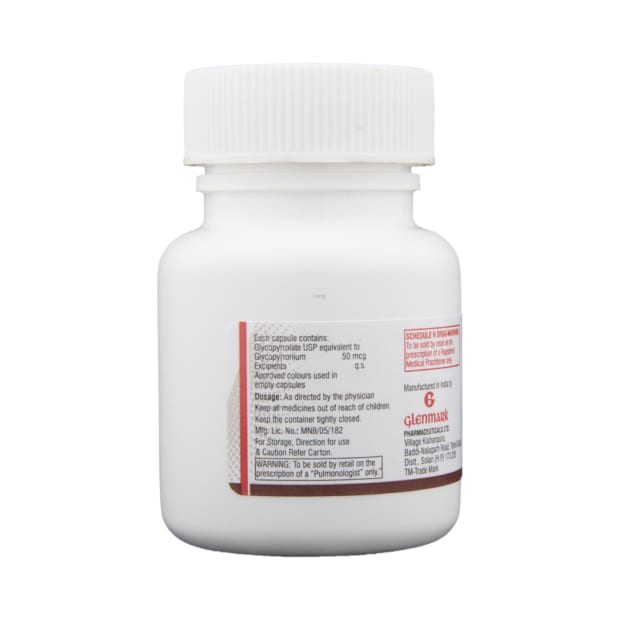 Each capsule contains:
Glycopyrrolate USP equivalent to
Glycopyrronium 50 mcg
Excipients q.s.
Approved colours used in
empty capsules
Dosage: As directed by the physician
Keep all medicines out of reach of children.
Keep the container tightly closed.
Mfg. Lic. No.: MNB/05/182
For Storage, Direction for use
& Caution Refer Carton.
WARNING: To be sold by retail on the
prescription of a "Pulmonologist" only."
SCHEDULE H DRUG WARNING
To be sold by retail on the
prescription of a Registered
Medical Practitioner only
Manufactured in India by
G
Glenmark
PHARMACEUTICALS LTD.
Village Kishanpura,
Baddi-Nalagarh Road,
Distt., Solan (H P)
TM-Trade Mark